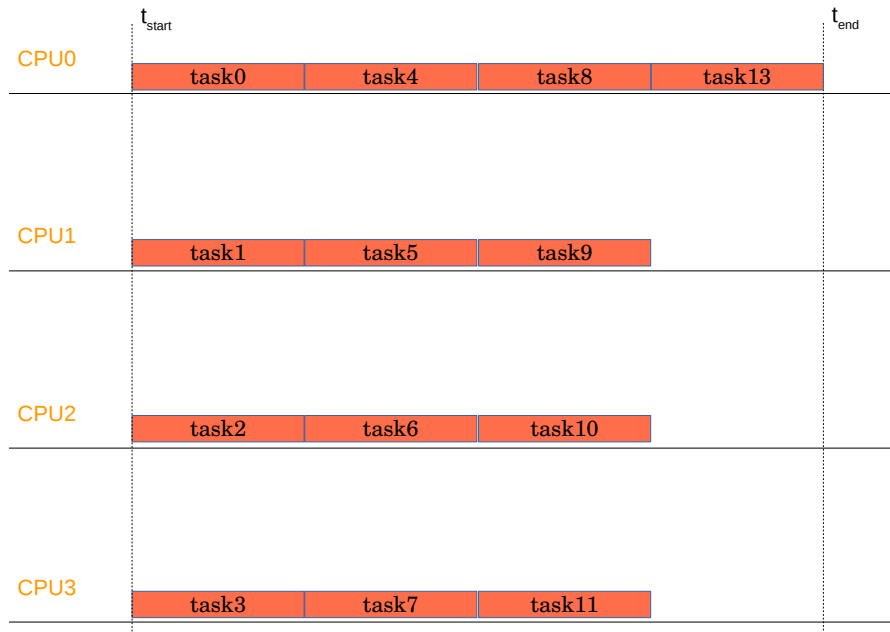 t_start
t_end
CPU0
task0 task4 task8 task13
CPU1
task1 task5 task9
CPU2
task2 task6 task10
CPU3
task3 task7 task11